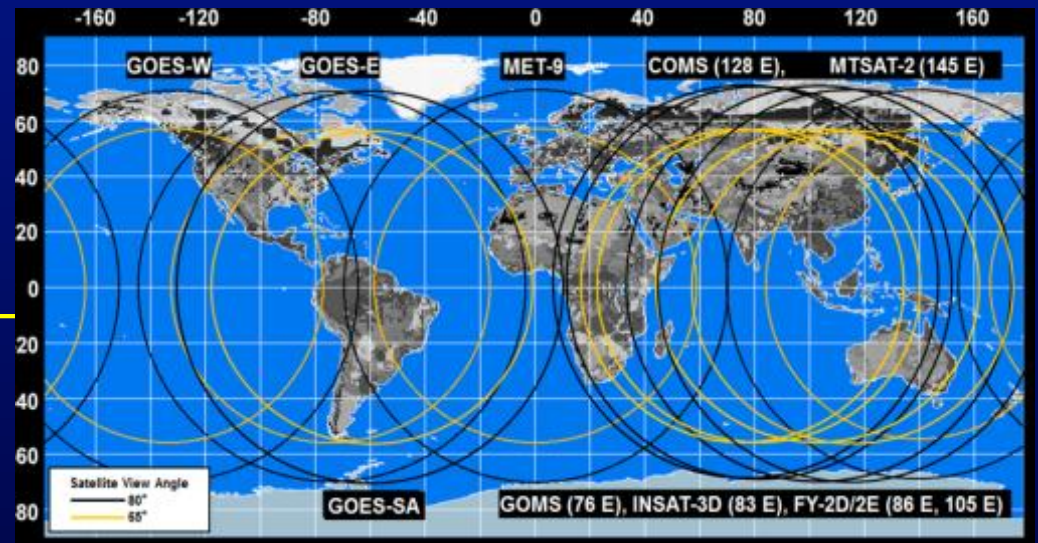 -160 -120 -80 -40 0 40 80 120 160
80 GOES-W GOES-E MET-9 COMS (128 E), MTSAT-2 (145 E)
60
40
20
0
20
40
60
Satellite View Angle
80°
65°
80 GOES-SA GOMS (76 E), INSAT-3D (83 E), FY-2D/2E (86 E, 105 E)